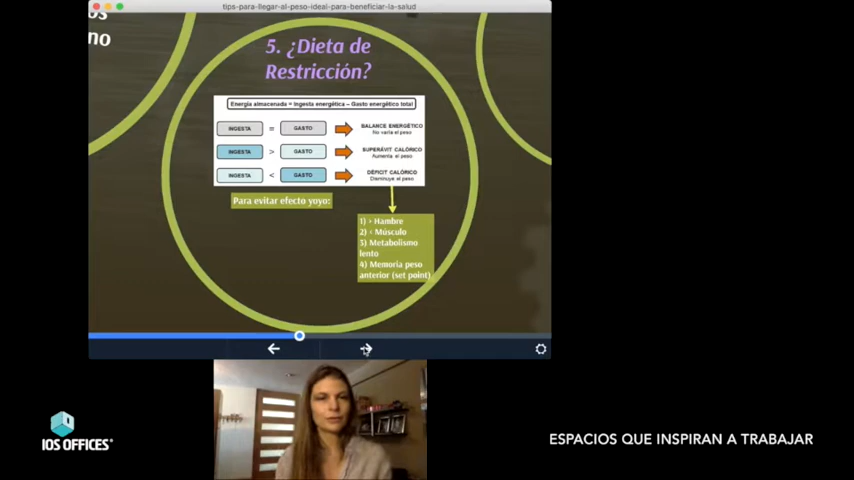 tips-para-llegar-al-peso-ideal-para-beneficiar-la-salud
no
5. ¿Dieta de
Restricción?
Energía almacenada = Ingesta energética – Gasto energético total
INGESTA = GASTO BALANCE ENERGÉTICO
No varía el peso
INGESTA > GASTO SUPERÁVIT CALÓRICO
Aumenta el peso
INGESTA < GASTO DÉFICIT CALÓRICO
Disminuye el peso
Para evitar efecto yoyo:
1) > Hambre
2) < Músculo
3) Metabolismo
lento
4) Memoria peso
anterior (set point)
IOS OFFICES®
ESPACIOS QUE INSPIRAN A TRABAJAR